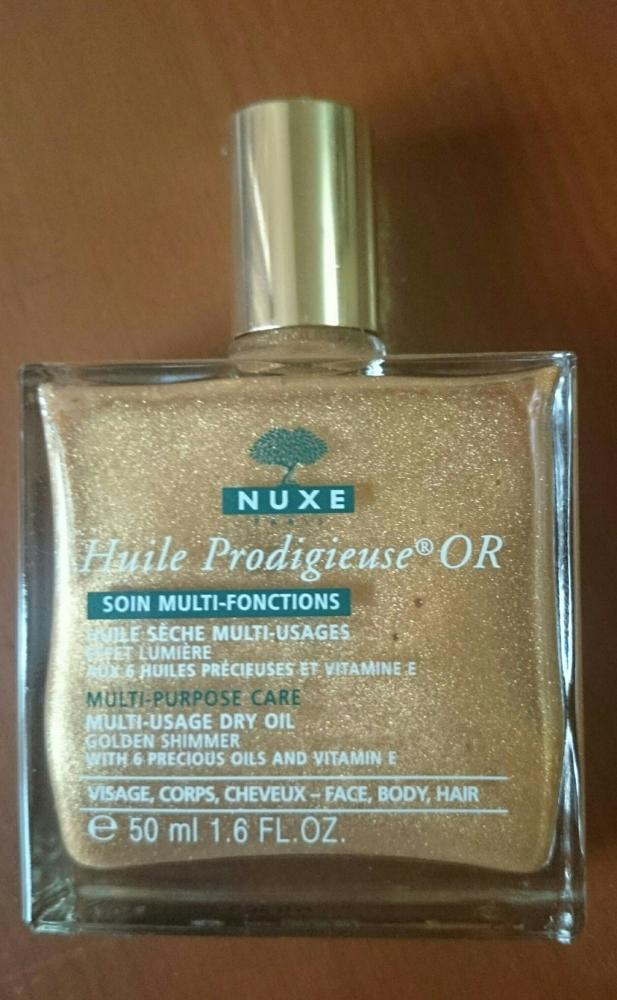 NUXE
PARIS
Huile Prodigieuse® OR
SOIN MULTI-FONCTIONS
HUILE SÈCHE MULTI-USAGES
EFFET LUMIÈRE
AUX 6 HUILES PRÉCIEUSES ET VITAMINE E
MULTI-PURPOSE CARE
MULTI-USAGE DRY OIL
GOLDEN SHIMMER
WITH 6 PRECIOUS OILS AND VITAMIN E
VISAGE, CORPS, CHEVEUX – FACE, BODY, HAIR
e 50 ml 1.6 FL.OZ.